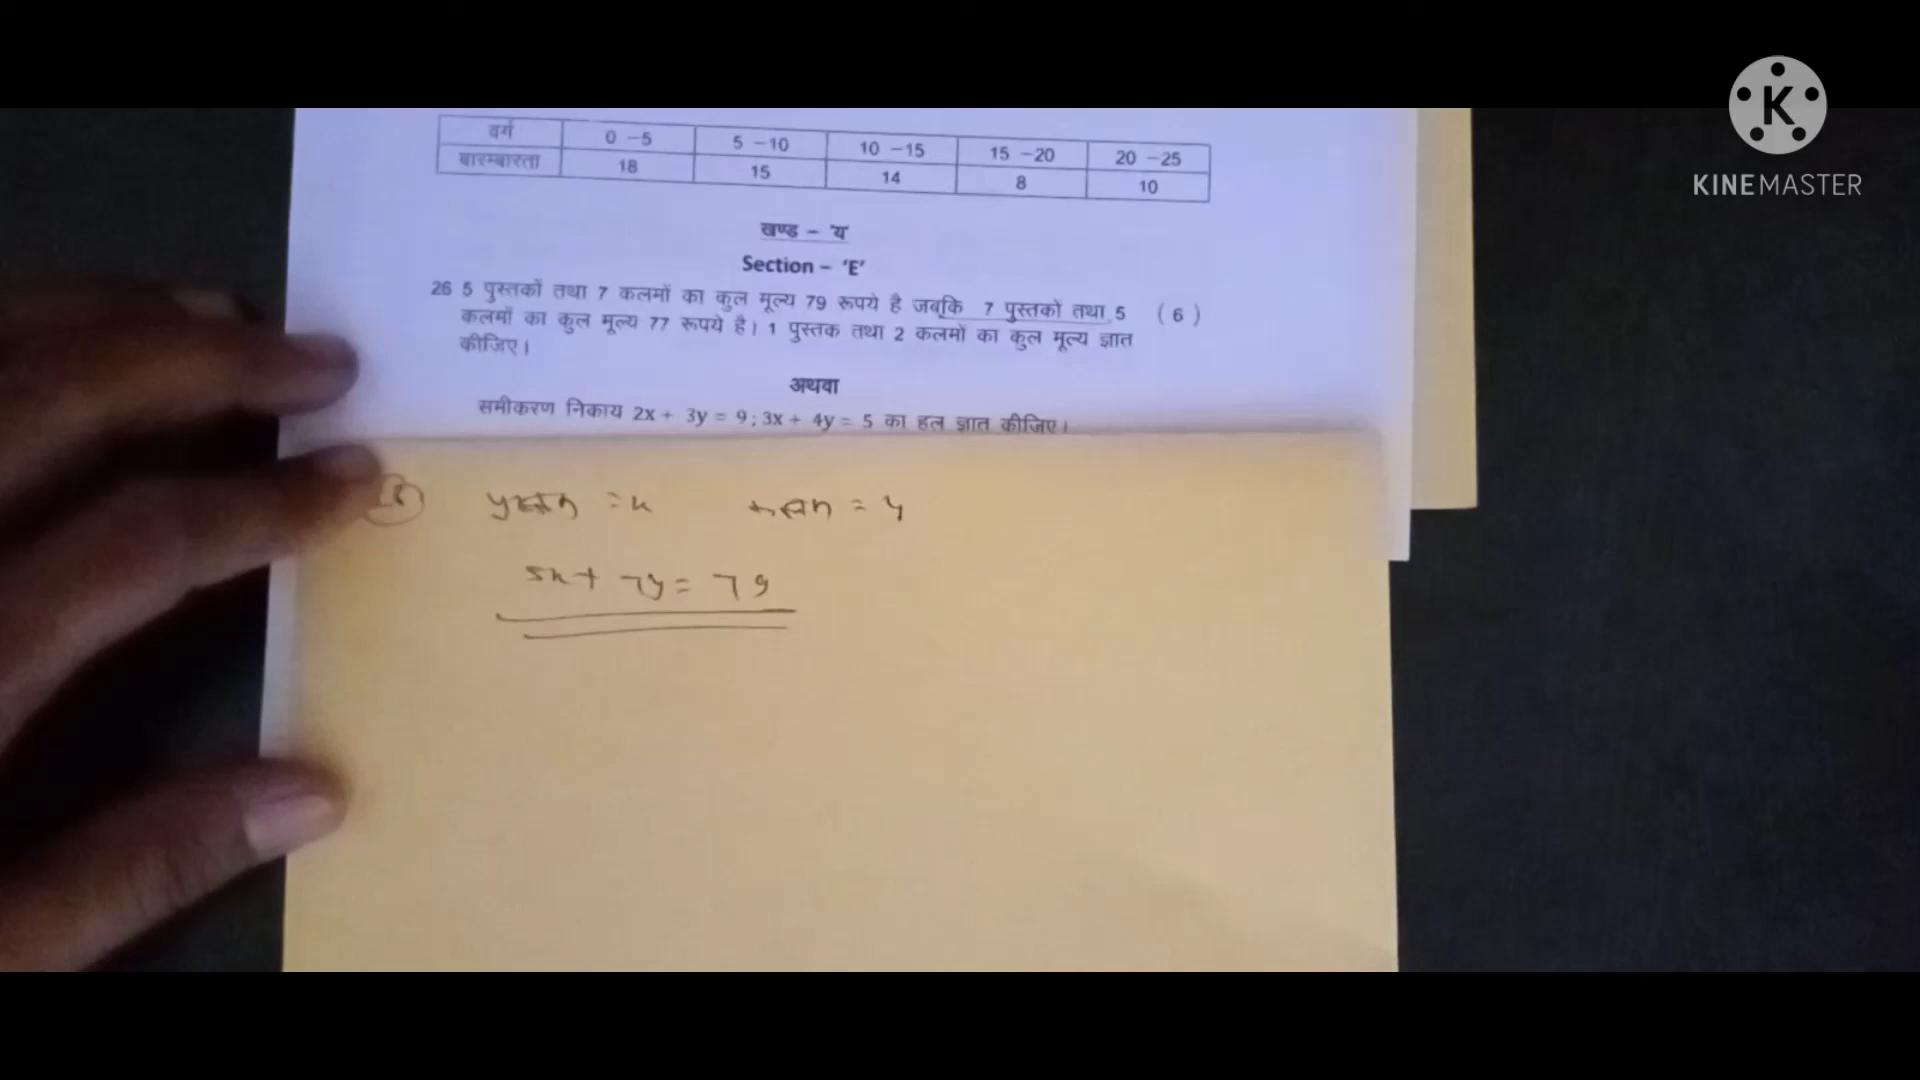 वर्ग 0 -5 5 -10 10 -15 15 -20 20 -25
बारम्बारता 18 15 14 8 10
KINEMASTER
खण्ड - 'य'
Section - 'E'
26 5 पुस्तकों तथा 7 कलमों का कुल मूल्य 79 रूपये है जबकि 7 पुस्तकों तथा 5 ( 6 )
कलमों का कुल मूल्य 77 रूपये है। 1 पुस्तक तथा 2 कलमों का कुल मूल्य ज्ञात
कीजिए।
अथवा
समीकरण निकाय 2x + 3y = 9 ; 3x + 4y = 5 का हल ज्ञात कीजिए।
= x = y
5x + 7y = 79